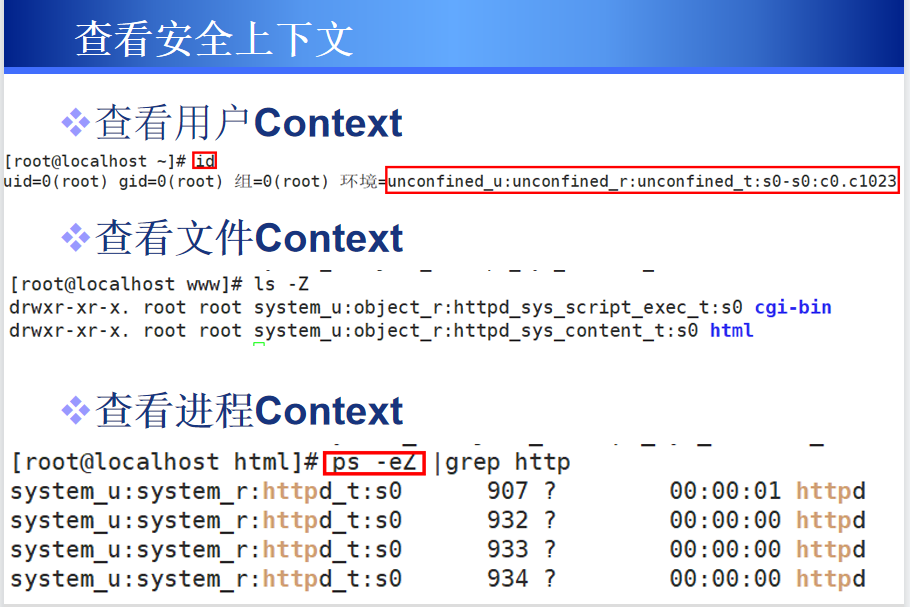 查看安全上下文
查看用户Context
[root@localhost ~]# id
uid=0(root) gid=0(root) 组=0(root) 环境=unconfined_u:unconfined_r:unconfined_t:s0-s0:c0.c1023
查看文件Context
[root@localhost www]# ls -Z
drwxr-xr-x. root root system_u:object_r:httpd_sys_script_exec_t:s0 cgi-bin
drwxr-xr-x. root root system_u:object_r:httpd_sys_content_t:s0 html
查看进程Context
[root@localhost html]# ps -eZ |grep http
system_u:system_r:httpd_t:s0 907 ? 00:00:01 httpd
system_u:system_r:httpd_t:s0 932 ? 00:00:00 httpd
system_u:system_r:httpd_t:s0 933 ? 00:00:00 httpd
system_u:system_r:httpd_t:s0 934 ? 00:00:00 httpd